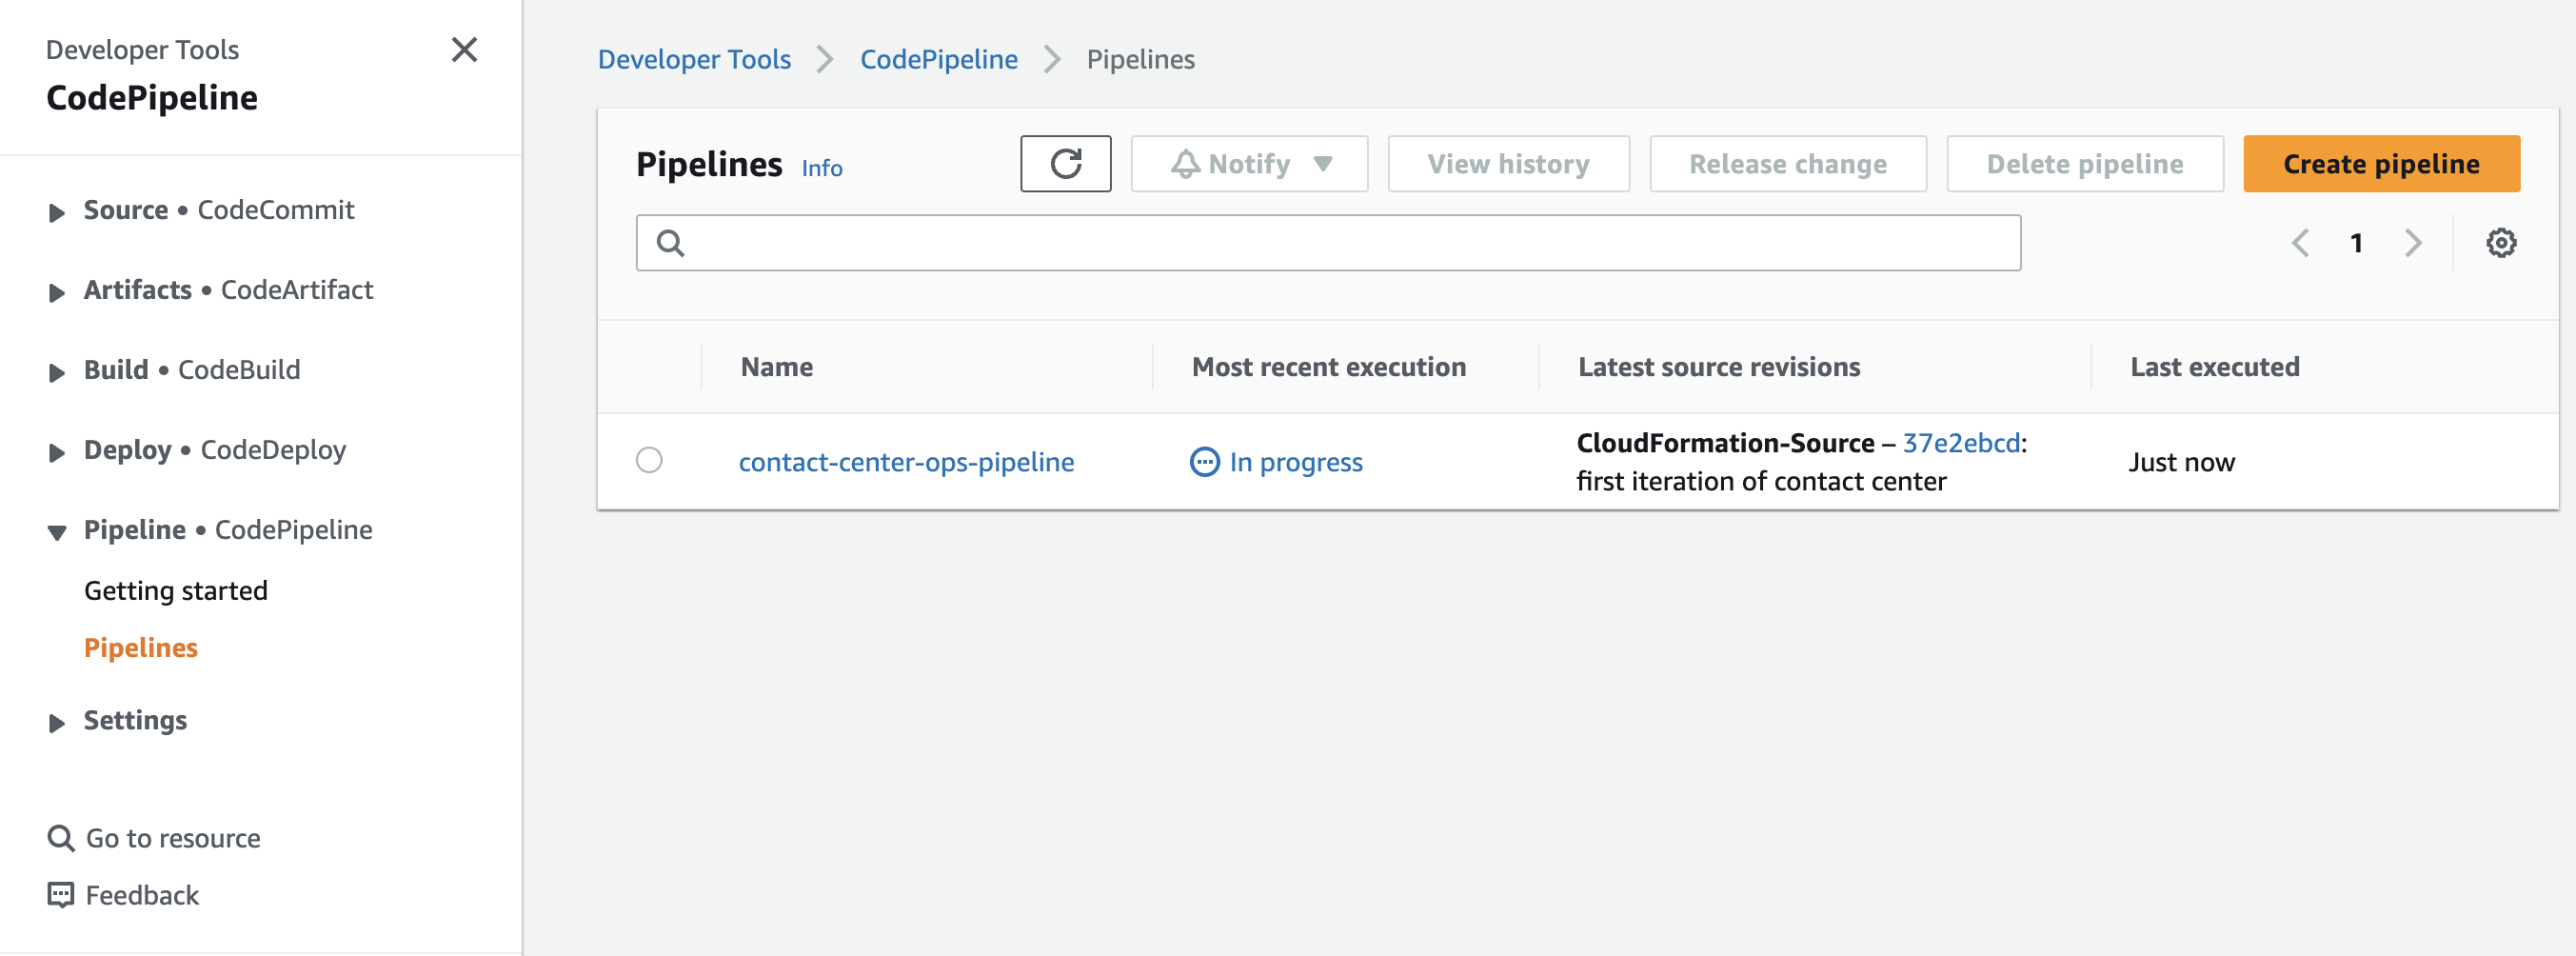 Developer Tools
CodePipeline
Source • CodeCommit
Artifacts • CodeArtifact
Build • CodeBuild
Deploy • CodeDeploy
Pipeline • CodePipeline
Getting started
Pipelines
Settings
Go to resource
Feedback
Developer Tools CodePipeline Pipelines
Pipelines Info Notify View history Release change Delete pipeline Create pipeline
1
Name Most recent execution Latest source revisions Last executed
contact-center-ops-pipeline In progress CloudFormation-Source – 37e2ebcd: Just now
first iteration of contact center